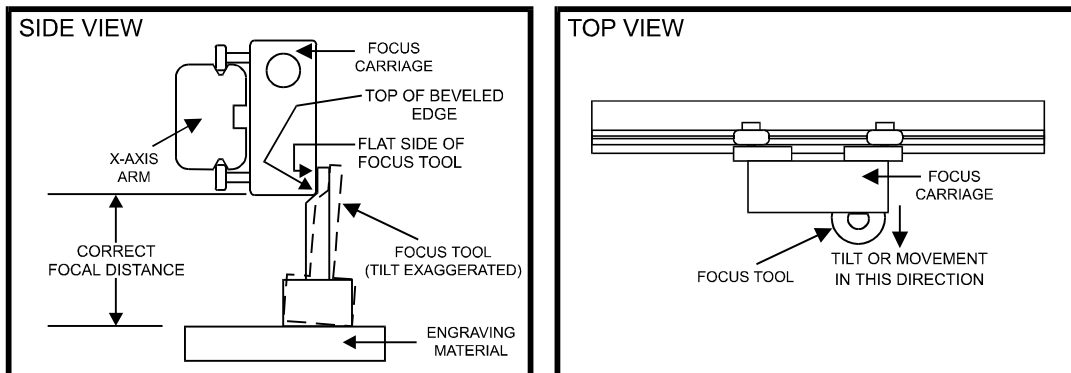 SIDE VIEW
FOCUS
CARRIAGE
TOP OF BEVELED
EDGE
FLAT SIDE OF
FOCUS TOOL
X-AXIS
ARM
CORRECT
FOCAL DISTANCE
FOCUS TOOL
(TILT EXAGGERATED)
ENGRAVING
MATERIAL
TOP VIEW
FOCUS
CARRIAGE
FOCUS TOOL
TILT OR MOVEMENT
IN THIS DIRECTION